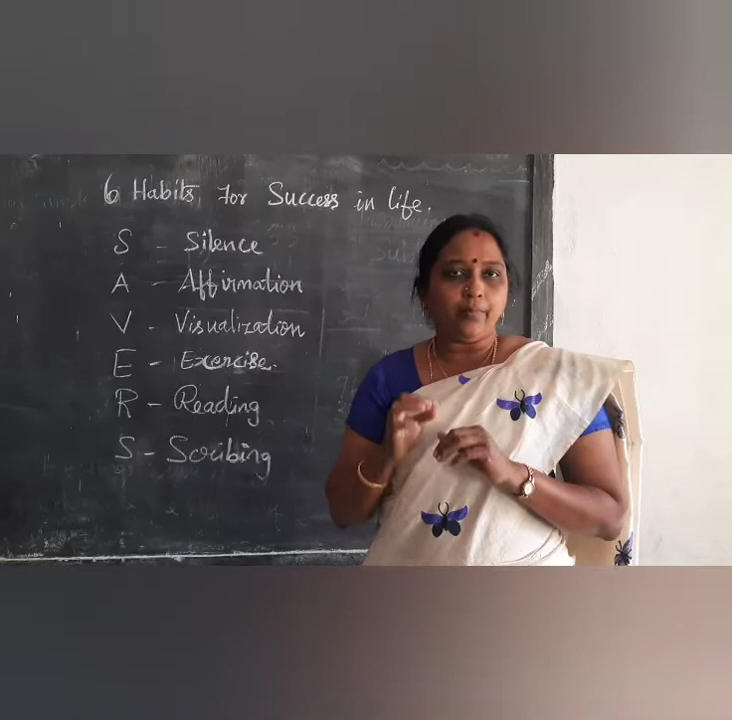 6 Habits For Success in life.
S - Silence
A - Affirmation
V - Visualization
E - Exercise.
R - Reading
S - Scribing